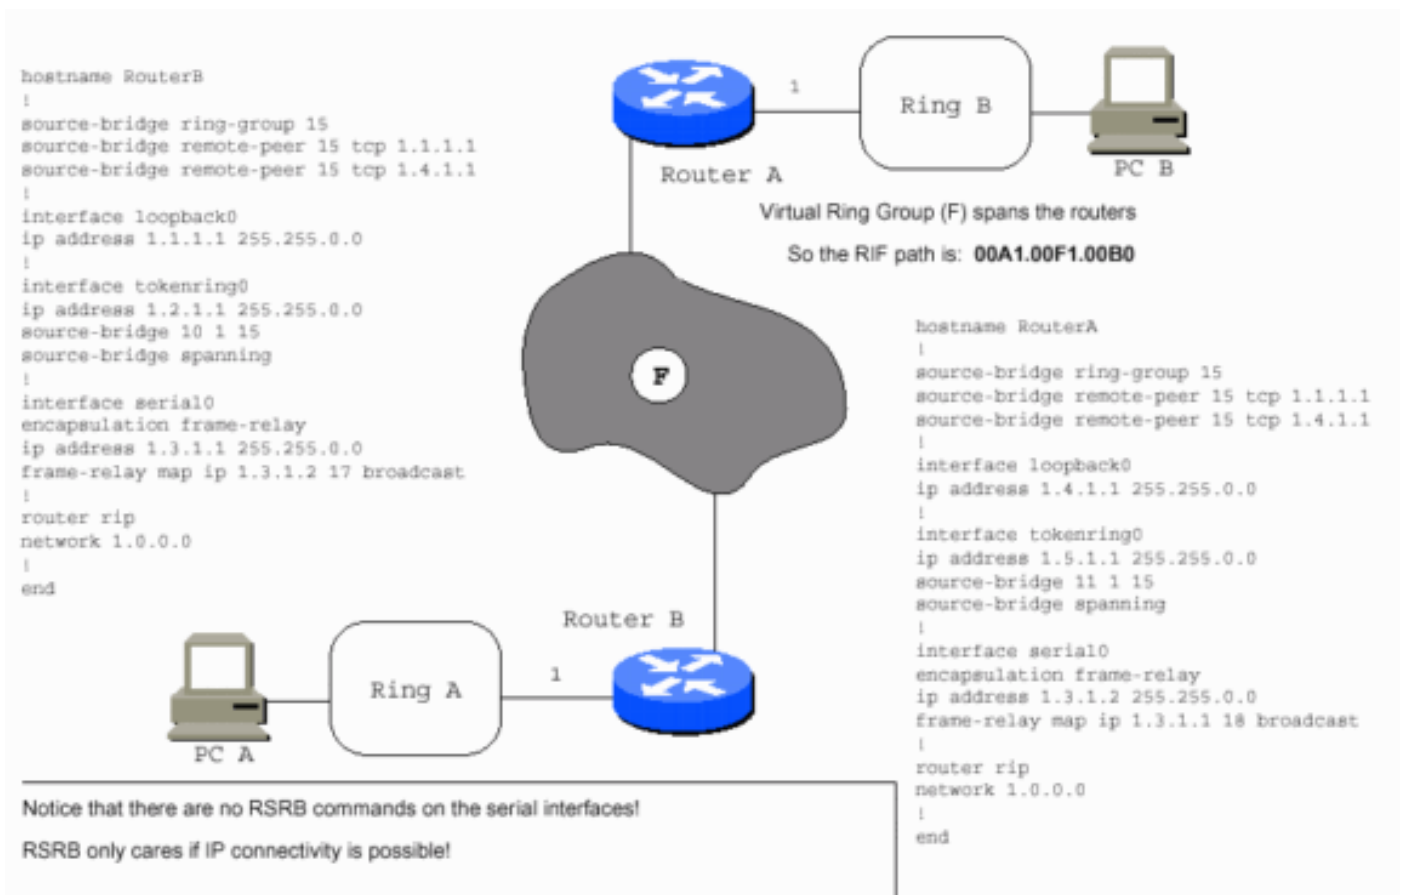 hostname RouterB
!
source-bridge ring-group 15
source-bridge remote-peer 15 tcp 1.1.1.1
source-bridge remote-peer 15 tcp 1.4.1.1
!
interface loopback0
ip address 1.1.1.1 255.255.0.0
!
interface tokenring0
ip address 1.2.1.1 255.255.0.0
source-bridge 10 1 15
source-bridge spanning
!
interface serial0
encapsulation frame-relay
ip address 1.3.1.1 255.255.0.0
frame-relay map ip 1.3.1.2 17 broadcast
!
router rip
network 1.0.0.0
!
end
1
Ring B
Router A
PC B
Virtual Ring Group (F) spans the routers
So the RIF path is: 00A1.00F1.00B0
F
hostname RouterA
!
source-bridge ring-group 15
source-bridge remote-peer 15 tcp 1.1.1.1
source-bridge remote-peer 15 tcp 1.4.1.1
!
interface loopback0
ip address 1.4.1.1 255.255.0.0
!
interface tokenring0
ip address 1.5.1.1 255.255.0.0
source-bridge 11 1 15
source-bridge spanning
!
interface serial0
encapsulation frame-relay
ip address 1.3.1.2 255.255.0.0
frame-relay map ip 1.3.1.1 18 broadcast
!
router rip
network 1.0.0.0
!
end
Router B
Ring A
1
PC A
Notice that there are no RSRB commands on the serial interfaces!
RSRB only cares if IP connectivity is possible!